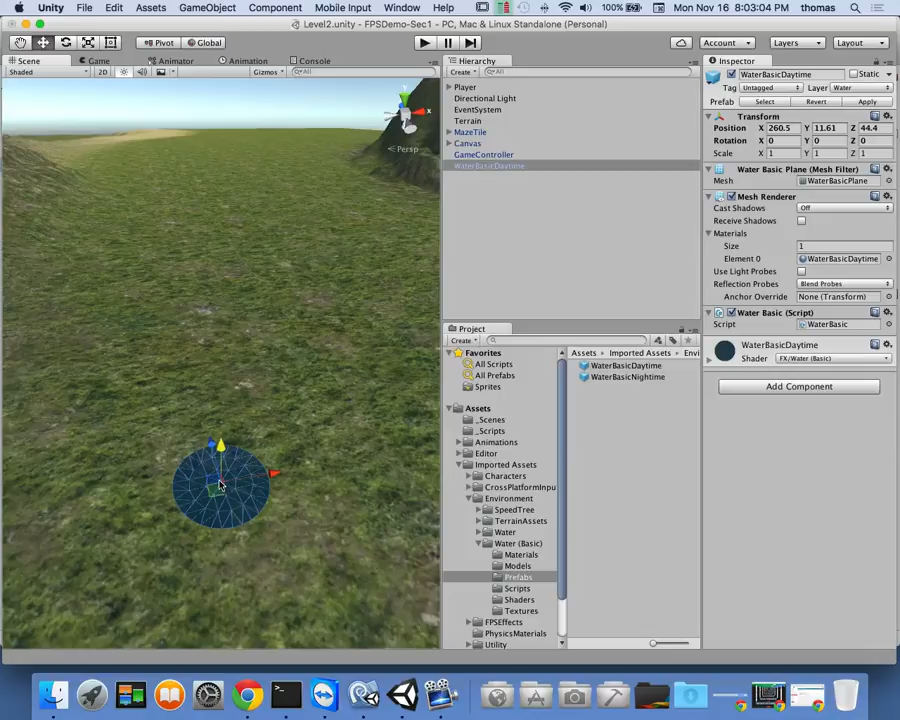 Unity File Edit Assets GameObject Component Mobile Input Window Help 100% Mon Nov 16 8:03:04 PM thomas
Level2.unity - FPSDemo-Sec1 - PC, Mac & Linux Standalone (Personal)
Pivot Global Account Layers Layout
Scene Game Animator Animation Console
Shaded 2D Gizmos All
y x
Persp
Hierarchy
Create All
Player
Directional Light
EventSystem
Terrain
MazeTile
Canvas
GameController
WaterBasicDaytime
Project
Create
Favorites
All Scripts
All Prefabs
Sprites
Assets
_Scenes
_Scripts
Animations
Editor
Imported Assets
Characters
CrossPlatformInpu
Environment
SpeedTree
TerrainAssets
Water
Water (Basic)
Materials
Models
Prefabs
Scripts
Shaders
Textures
FPSEffects
PhysicsMaterials
Utility
Assets Imported Assets Envi
WaterBasicDaytime
WaterBasicNightime
Inspector
WaterBasicDaytime Static
Tag Untagged Layer Water
Prefab Select Revert Apply
Transform
Position X 260.5 Y 11.61 Z 44.4
Rotation X 0 Y 0 Z 0
Scale X 1 Y 1 Z 1
Water Basic Plane (Mesh Filter)
Mesh WaterBasicPlane
Mesh Renderer
Cast Shadows Off
Receive Shadows
Materials
Size 1
Element 0 WaterBasicDaytime
Use Light Probes
Reflection Probes Blend Probes
Anchor Override None (Transform)
Water Basic (Script)
Script WaterBasic
WaterBasicDaytime
Shader FX/Water (Basic)
Add Component